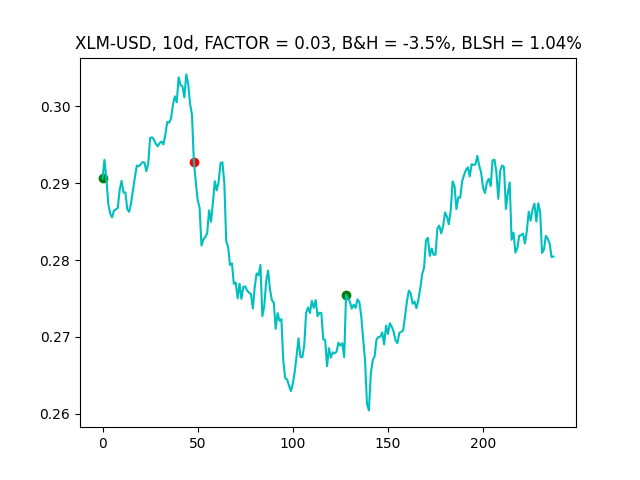 XLM-USD, 10d, FACTOR = 0.03, B&H = -3.5%, BLSH = 1.04%
0.30
0.29
0.28
0.27
0.26
0 50 100 150 200